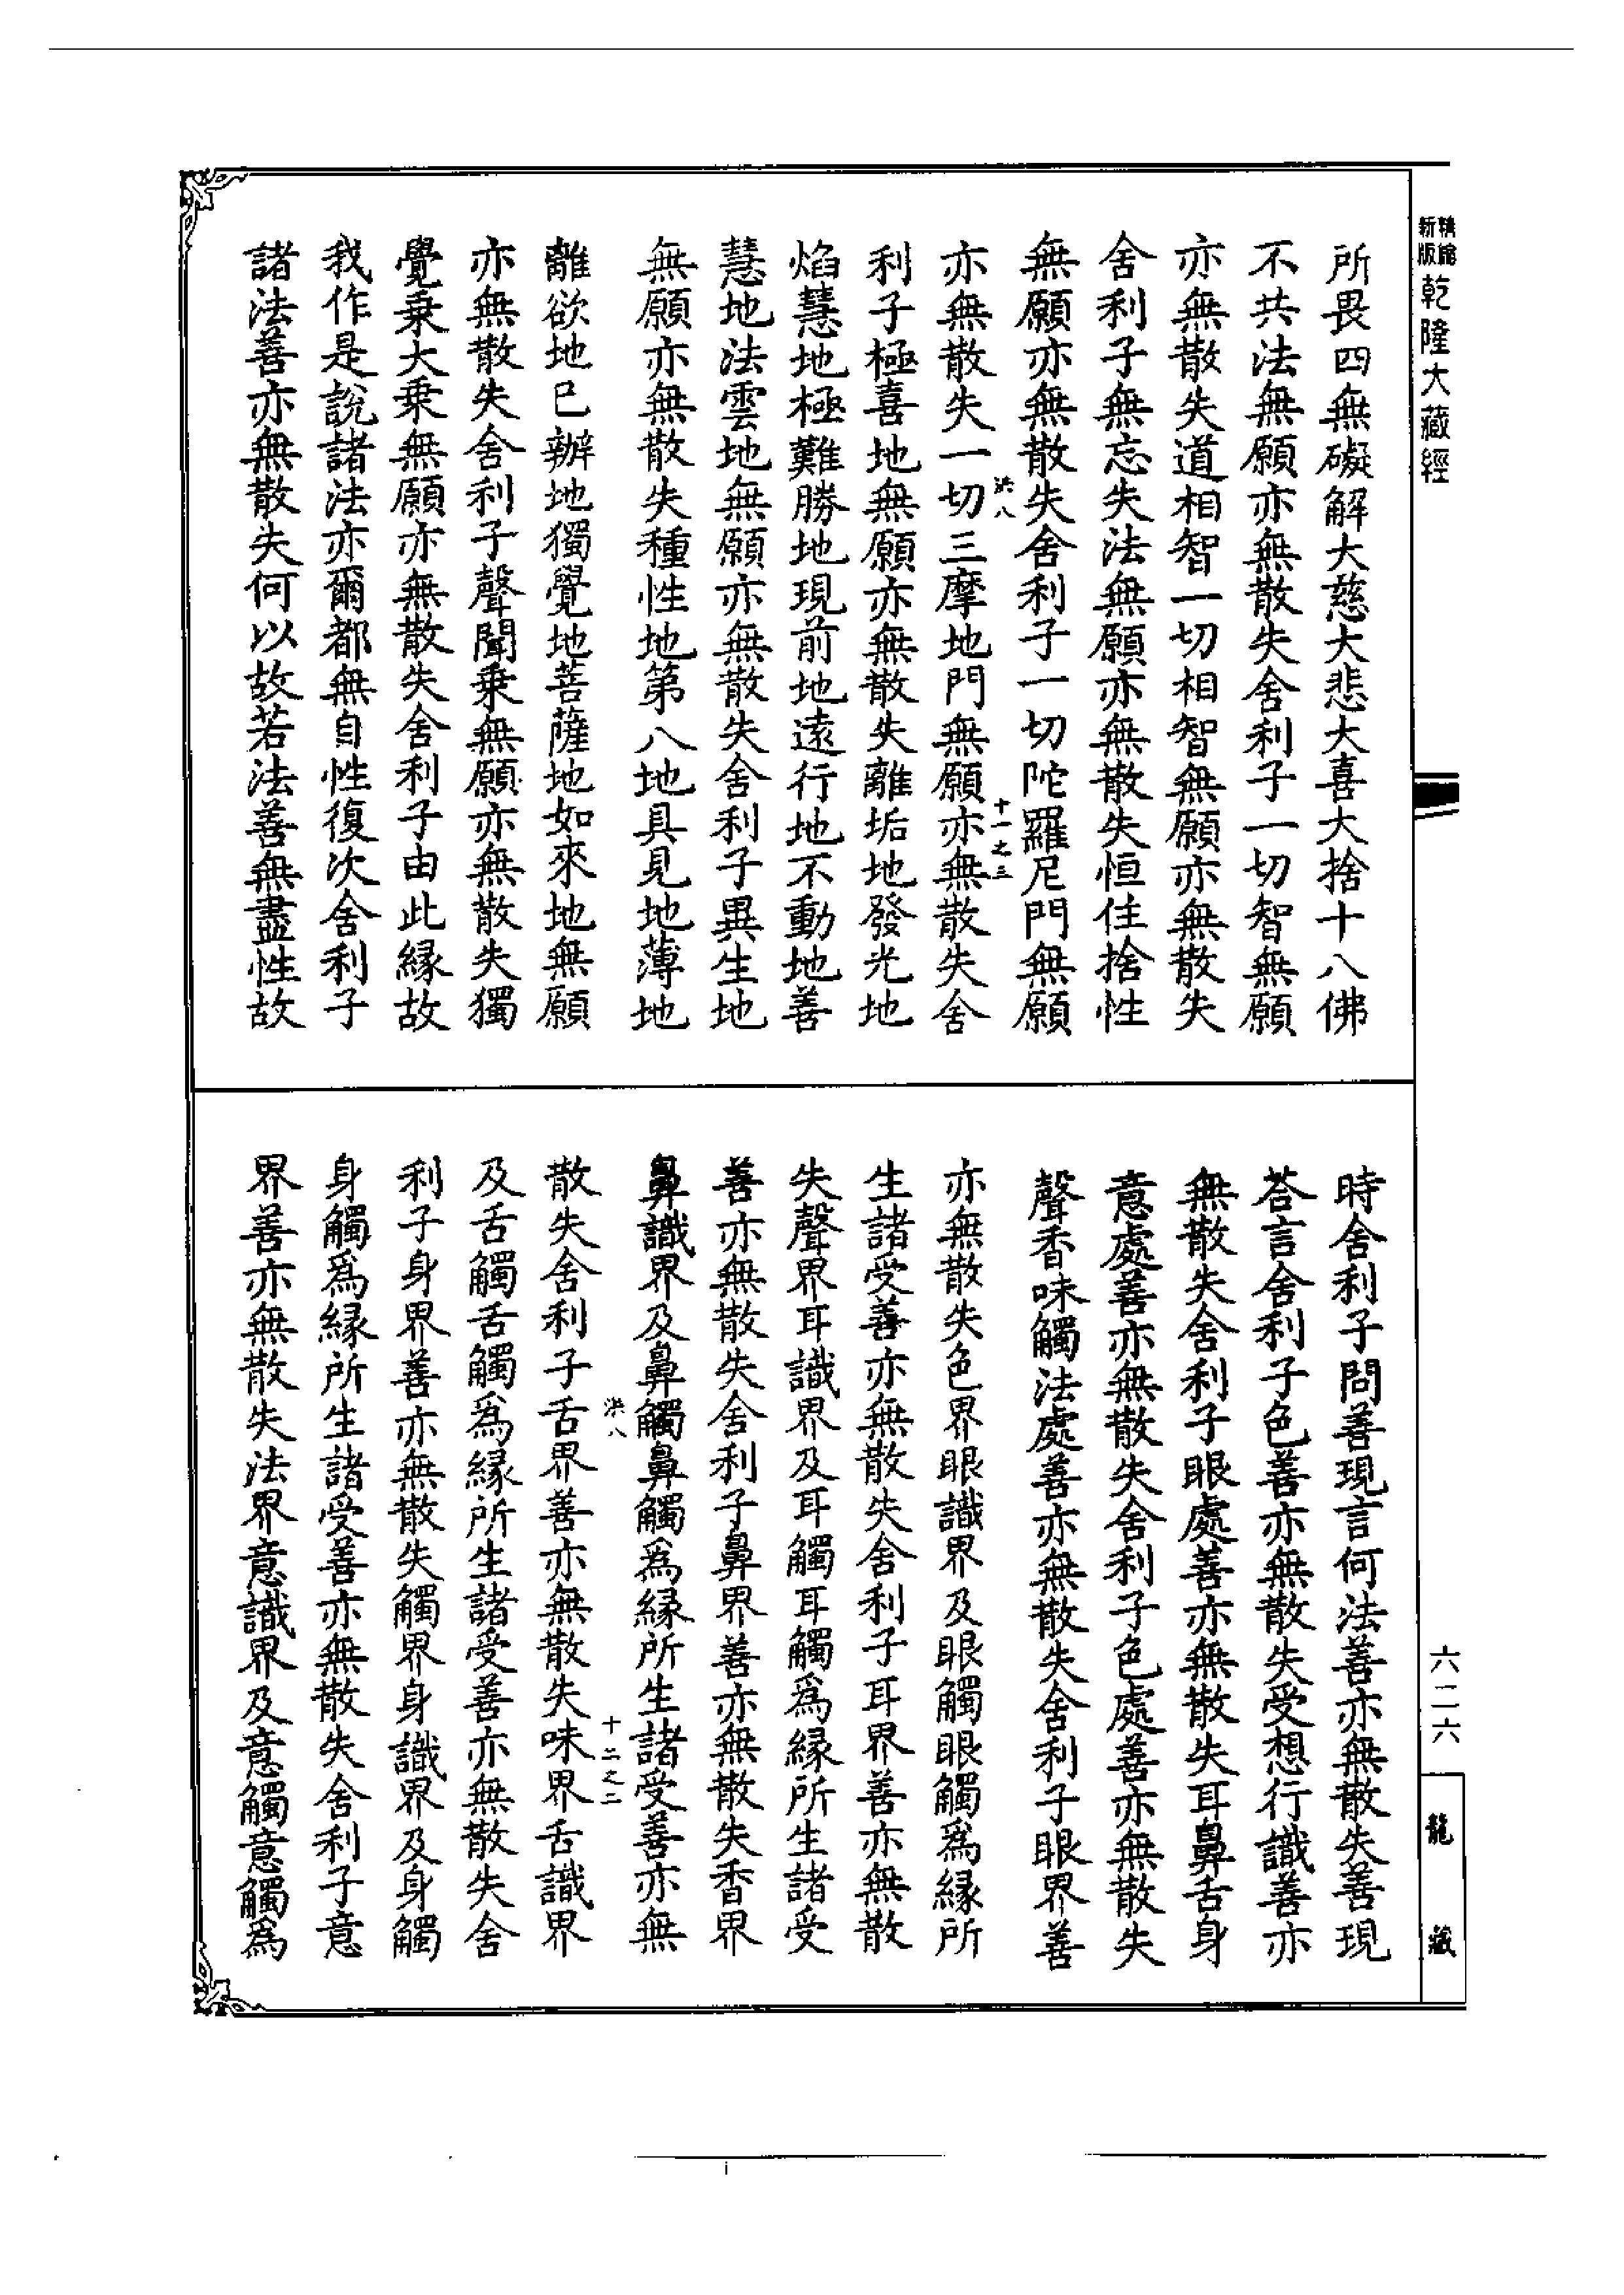 新版
精縮
乾隆大藏經
所畏四無礙解大慈大悲大喜大捨十八佛
不共法無願亦無散失舍利子一切智無願
亦無散失道相智一切相智無願亦無散失
舍利子無忘失法無願亦無散失恒住捨性
無願亦無散失舍利子一切陀羅尼門無願
洪八
十一之三
亦無散失一切三摩地門無願亦無散失舍
利子極喜地無願亦無散失離垢地發光地
焰慧地極難勝地現前地遠行地不動地善
慧地法雲地無願亦無散失舍利子異生地
無願亦無散失種性地第八地具見地薄地
離欲地已辦地獨覺地菩薩地如來地無願
亦無散失舍利子聲聞乘無願亦無散失獨
覺乘大乘無願亦無散失舍利子由此緣故
我作是說諸法亦爾都無自性復次舍利子
諸法善亦無散失何以故若法善無盡性故
時舍利子問善現言何法善亦無散失善現
荅言舍利子色善亦無散失受想行識善亦
無散失舍利子眼處善亦無散失耳鼻舌身
意處善亦無散失舍利子色處善亦無散失
聲香味觸法處善亦無散失舍利子眼界善
亦無散失色界眼識界及眼觸眼觸爲緣所
生諸受善亦無散失舍利子耳界善亦無散
失聲界耳識界及耳觸耳觸爲緣所生諸受
善亦無散失舍利子鼻界善亦無散失香界
鼻識界及鼻觸鼻觸爲緣所生諸受善亦無
洪八
十二之二
散失舍利子舌界善亦無散失味界舌識界
及舌觸舌觸爲緣所生諸受善亦無散失舍
利子身界善亦無散失觸界身識界及身觸
身觸爲緣所生諸受善亦無散失舍利子意
界善亦無散失法界意識界及意觸意觸爲
六二六
龍藏